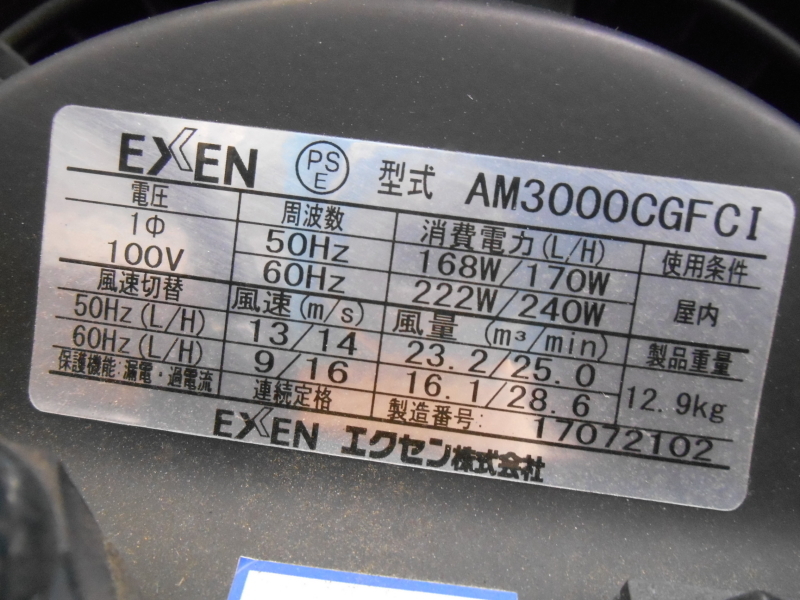 EXEN PSE 型式 AM3000CGFCI
電圧 周波数 消費電力(L/H) 使用条件
1Φ 100V 50Hz 168W/170W 屋内
60Hz 222W/240W
風速切替 風速(m/s) 風量 (m³/min) 製品重量
50Hz(L/H) 13/14 23.2/25.0 12.9kg
60Hz(L/H) 9/16 16.1/28.6
保護機能:漏電・過電流 連続定格 製造番号: 17072102
EXEN エクセン株式会社